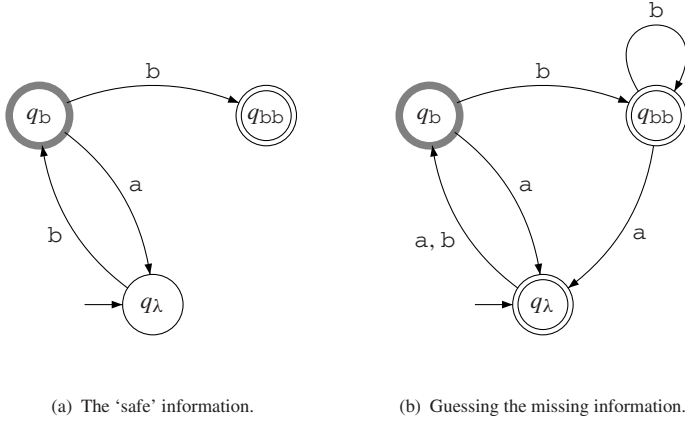 b
b
q_b
b
q_bb
q_b
b
q_bb
a
b
a
a, b
a
q_λ
q_λ
(a) The ‘safe’ information.
(b) Guessing the missing information.